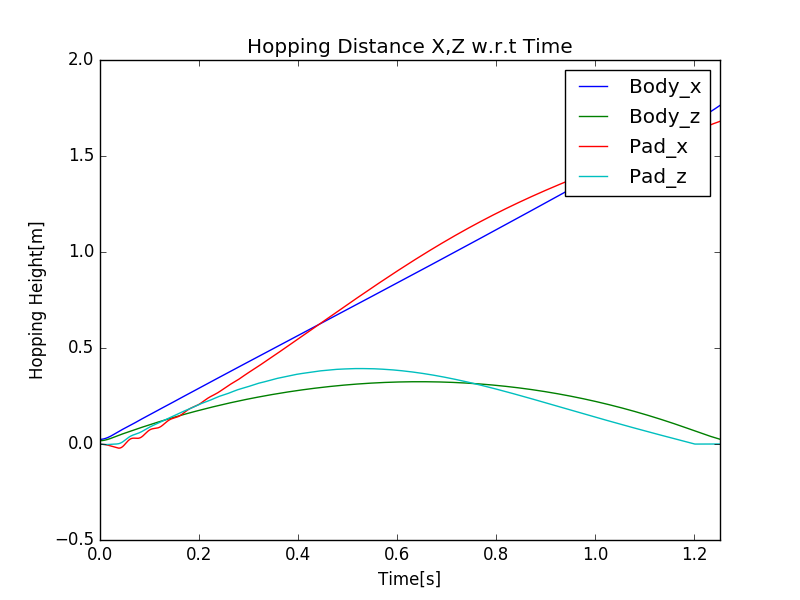 Hopping Distance X,Z w.r.t Time
2.0
1.5
1.0
0.5
0.0
−0.5
Hopping Height[m]
Body_x
Body_z
Pad_x
Pad_z
0.0 0.2 0.4 0.6 0.8 1.0 1.2
Time[s]